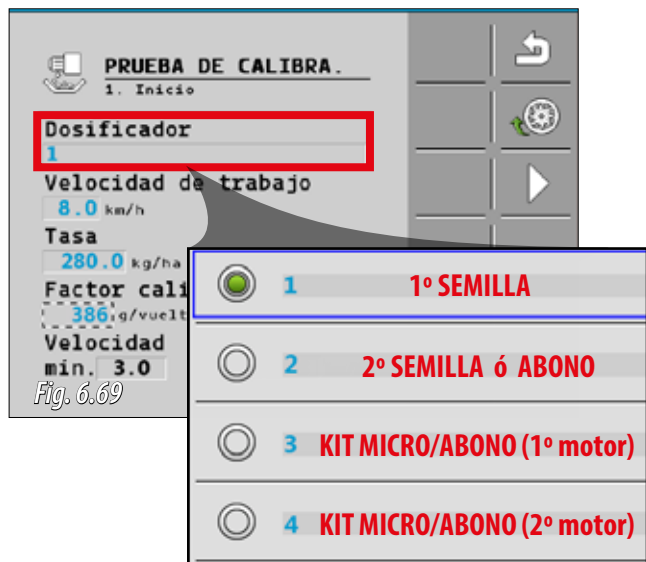 PRUEBA DE CALIBRA.
1. Inicio
Dosificador
1
Velocidad de trabajo
8.0 km/h
Tasa
280.0 kg/ha
Factor cali
386 g/vuelt
Velocidad
min. 3.0
Fig. 6.69
1 1º SEMILLA
2 2º SEMILLA ó ABONO
3 KIT MICRO/ABONO (1º motor)
4 KIT MICRO/ABONO (2º motor)